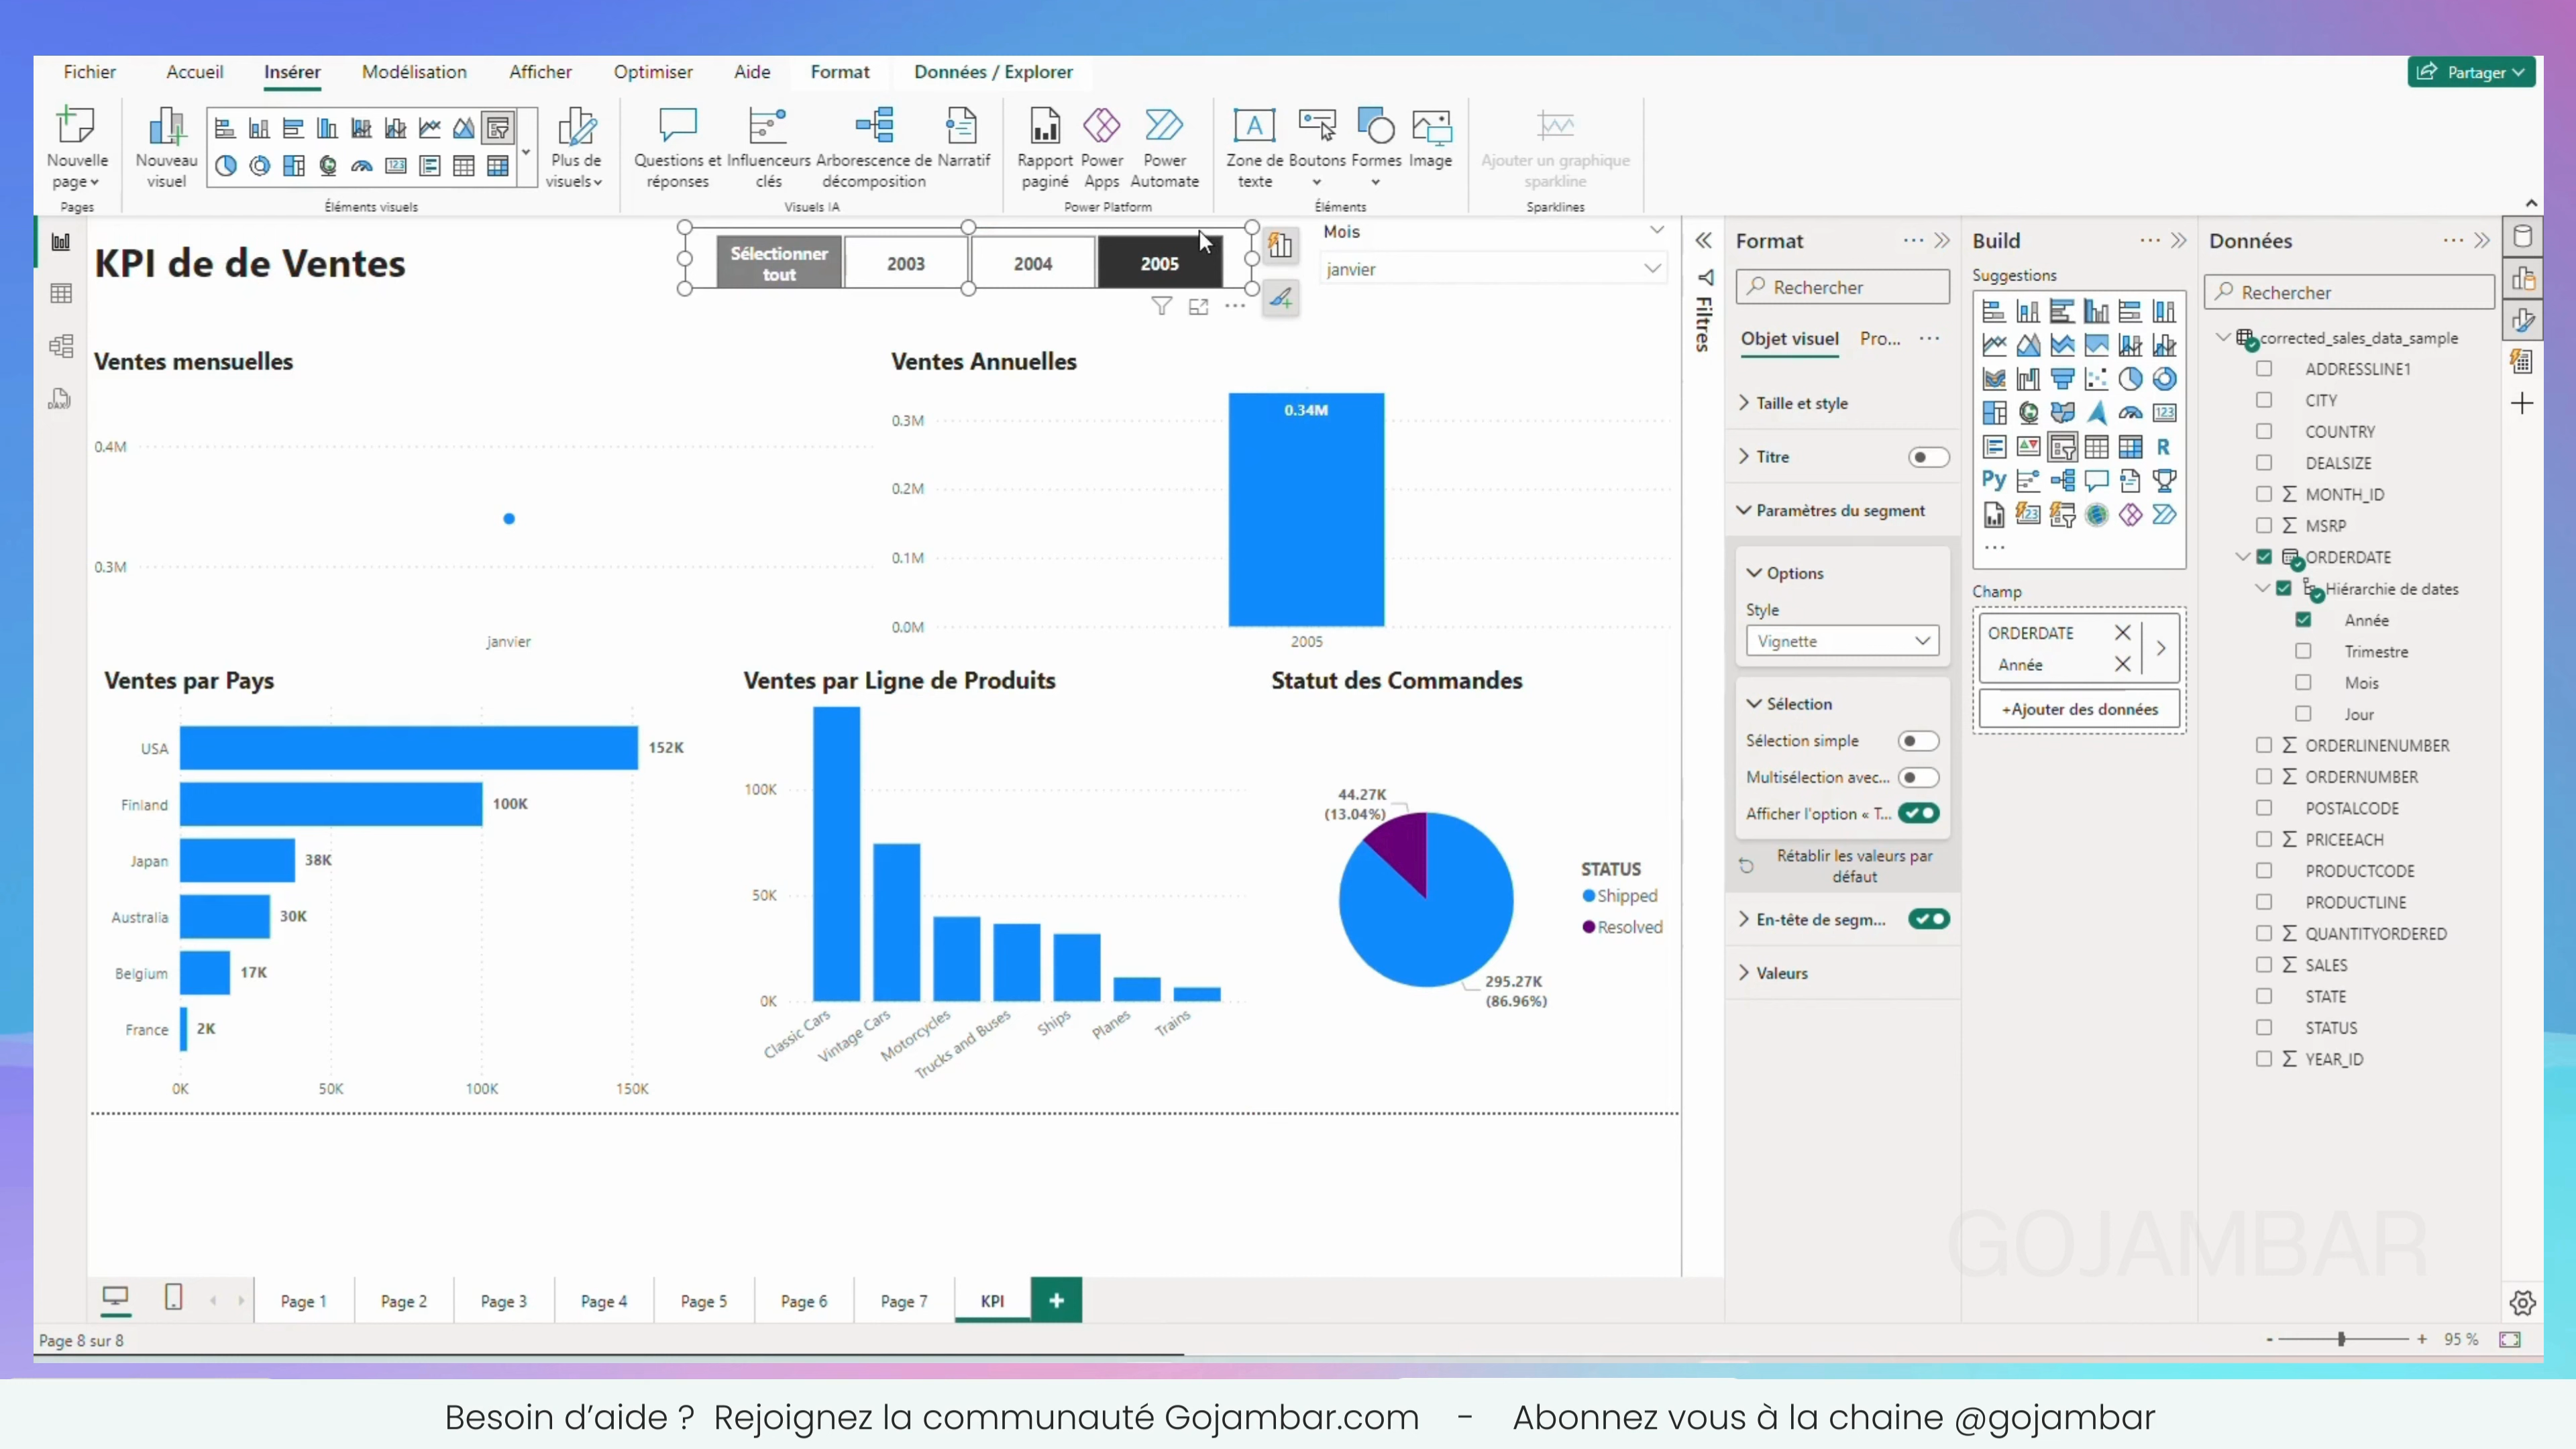 Fichier Accueil Insérer Modélisation Afficher Optimiser Aide Format Données / Explorer Partager
Nouvelle page
Nouveau visuel
Plus de visuels
Questions et réponses
Influenceurs clés
Arborescence de décomposition
Narratif
Rapport paginé
Power Apps
Power Automate
Zone de texte
Boutons
Formes
Image
Ajouter un graphique sparkline
Pages
Éléments visuels
Visuels IA
Power Platform
Éléments
Sparklines
KPI de de Ventes
Sélectionner tout
2003
2004
2005
Mois
janvier
Ventes mensuelles
0.4M
0.3M
janvier
Ventes Annuelles
0.3M
0.2M
0.1M
0.0M
0.34M
2005
Ventes par Pays
USA 152K
Finland 100K
Japan 38K
Australia 30K
Belgium 17K
France 2K
0K 50K 100K 150K
Ventes par Ligne de Produits
100K
50K
0K
Classic Cars
Vintage Cars
Motorcycles
Trucks and Buses
Ships
Planes
Trains
Statut des Commandes
44.27K
(13.04%)
295.27K
(86.96%)
STATUS
Shipped
Resolved
Filtres
Format
Rechercher
Objet visuel Pro...
Taille et style
Titre
Paramètres du segment
Options
Style
Vignette
Sélection
Sélection simple
Multisélection avec...
Afficher l'option « T...
Rétablir les valeurs par
défaut
En-tête de segm...
Valeurs
Build
Suggestions
123
R
Py
Champ
ORDERDATE
Année
+Ajouter des données
Données
Rechercher
corrected_sales_data_sample
ADDRESSLINE1
CITY
COUNTRY
DEALSIZE
MONTH_ID
MSRP
ORDERDATE
Hiérarchie de dates
Année
Trimestre
Mois
Jour
ORDERLINENUMBER
ORDERNUMBER
POSTALCODE
PRICEEACH
PRODUCTCODE
PRODUCTLINE
QUANTITYORDERED
SALES
STATE
STATUS
YEAR_ID
DAX
GOJAMBAR
Page 1 Page 2 Page 3 Page 4 Page 5 Page 6 Page 7 KPI +
Page 8 sur 8
- + 95 %
Besoin d'aide ? Rejoignez la communauté Gojambar.com - Abonnez vous à la chaine @gojambar